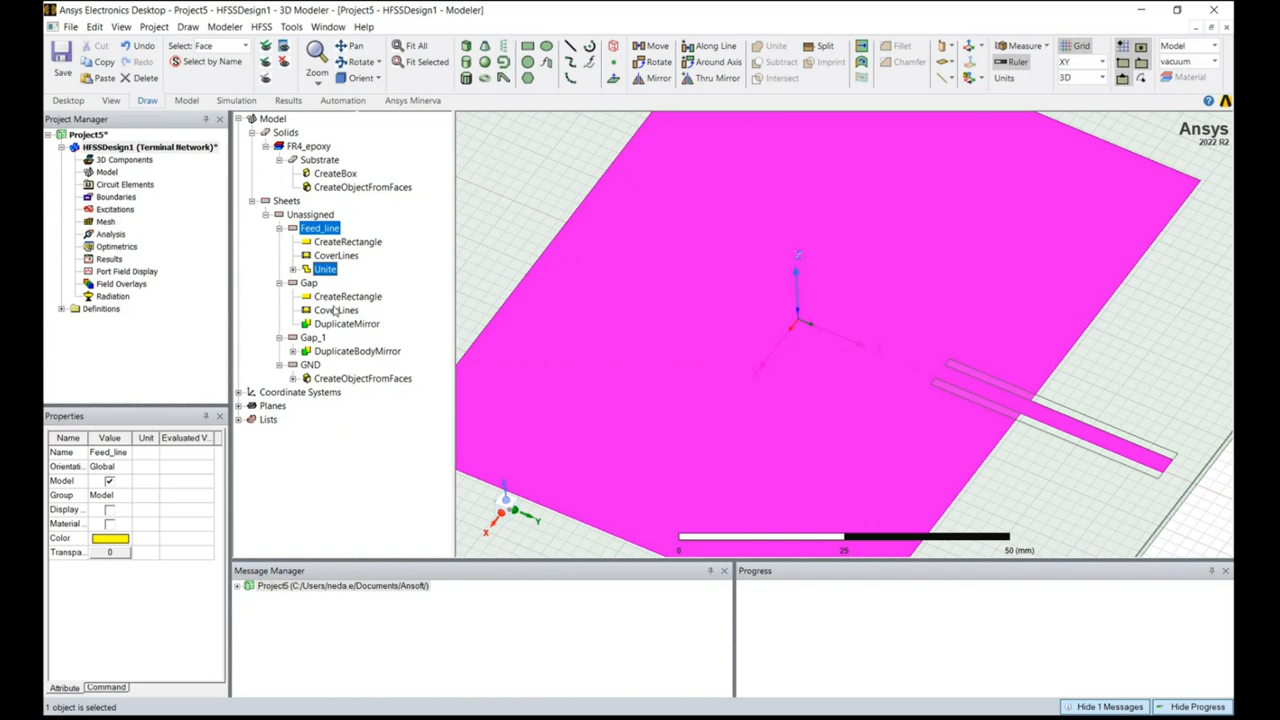 Ansys Electronics Desktop - Project5 - HFSSDesign1 - 3D Modeler - [Project5 - HFSSDesign1 - Modeler]
File Edit View Project Draw Modeler HFSS Tools Window Help
Save
Cut Undo
Copy Redo
Paste Delete
Select: Face
Select by Name
Zoom
Pan
Rotate
Orient
Fit All
Fit Selected
Move Along Line
Rotate Around Axis
Mirror Thru Mirror
Unite Split
Subtract Imprint
Intersect
Fillet
Chamfer
Measure Grid
Ruler
Units
XY
3D
Model
vacuum
Material
Desktop View Draw Model Simulation Results Automation Ansys Minerva
Project Manager
Project5*
HFSSDesign1 (Terminal Network)*
3D Components
Model
Circuit Elements
Boundaries
Excitations
Mesh
Analysis
Optimetrics
Results
Port Field Display
Field Overlays
Radiation
Definitions
Model
Solids
FR4_epoxy
Substrate
CreateBox
CreateObjectFromFaces
Sheets
Unassigned
Feed_line
CreateRectangle
CoverLines
Unite
Gap
CreateRectangle
CoverLines
DuplicateMirror
Gap_1
DuplicateBodyMirror
GND
CreateObjectFromFaces
Coordinate Systems
Planes
Lists
Ansys
2022 R2
Z
Y
X
Z
Y
X
0 25 50 (mm)
Properties
Name Value Unit Evaluated V...
Name Feed_line
Orientati... Global
Model
Group Model
Display ...
Material ...
Color
Transpa... 0
Attribute Command
Message Manager
Project5 (C:/Users/neda.e/Documents/Ansoft/)
Progress
1 object is selected
Hide 1 Messages Hide Progress